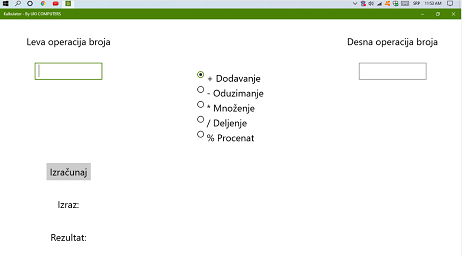 SRP 11:53 AM
Kalkulator - By UKI COMPUTERS
Leva operacija broja
Desna operacija broja
+ Dodavanje
- Oduzimanje
* Množenje
/ Deljenje
% Procenat
Izračunaj
Izraz:
Rezultat: